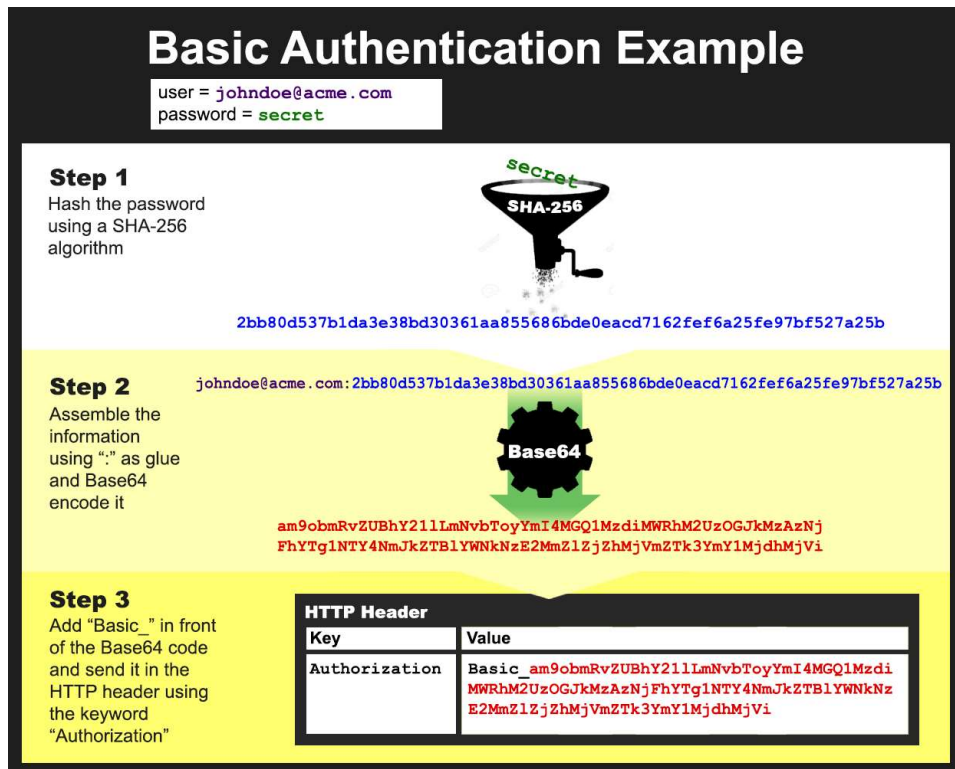 Basic Authentication Example
user = johndoe@acme.com
password = secret
Step 1
Hash the password
using a SHA-256
algorithm
secret
SHA-256
2bb80d537b1da3e38bd30361aa855686bde0eacd7162fef6a25fe97bf527a25b
Step 2
Assemble the
information
using “:” as glue
and Base64
encode it
johndoe@acme.com:2bb80d537b1da3e38bd30361aa855686bde0eacd7162fef6a25fe97bf527a25b
Base64
am9obmRvZUBhY21lLmNvbToyYmI4MGQ1MzdiMWRhM2UzOGJkMzAzNj
FhYTg1NTY4NmJkZTBlYWNkNzE2MmZlZjZhMjVmZTk3YmY1MjdhMjVi
Step 3
Add “Basic_” in front
of the Base64 code
and send it in the
HTTP header using
the keyword
“Authorization”
HTTP Header
Key Value
Authorization Basic_am9obmRvZUBhY21lLmNvbToyYmI4MGQ1Mzdi
MWRhM2UzOGJkMzAzNjFhYTg1NTY4NmJkZTBlYWNkNz
E2MmZlZjZhMjVmZTk3YmY1MjdhMjVi